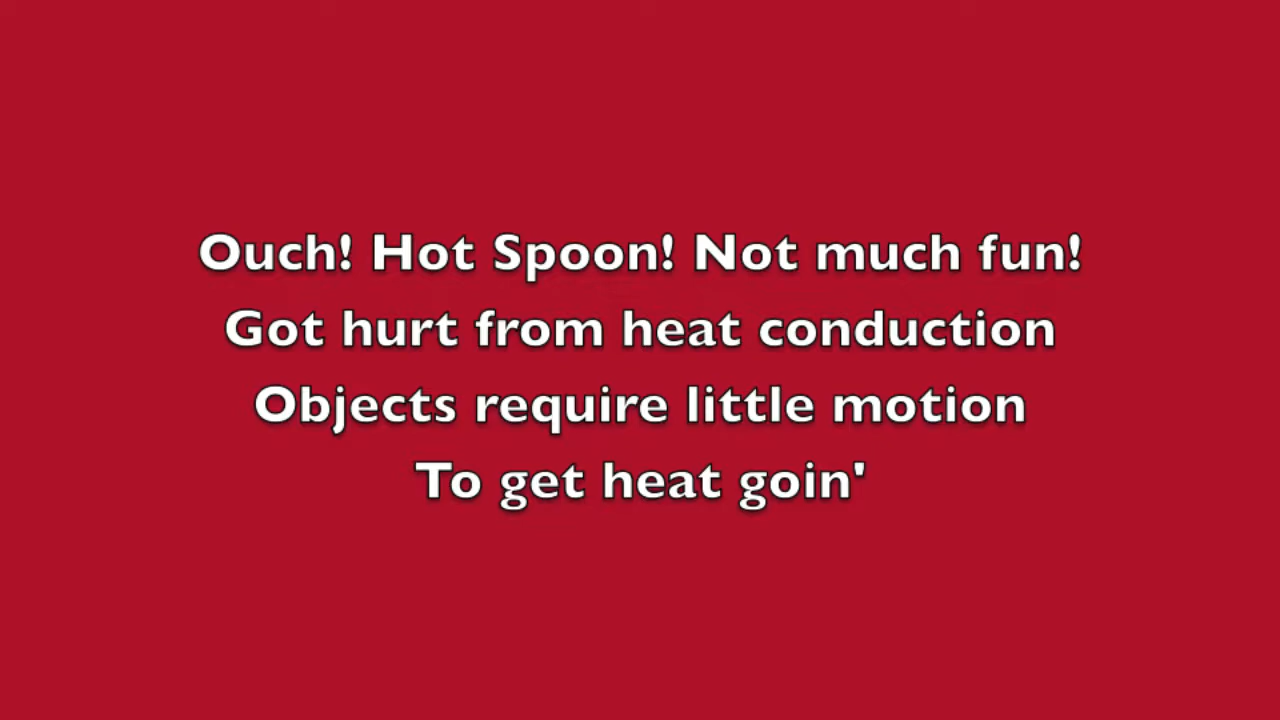 Ouch! Hot Spoon! Not much fun!
Got hurt from heat conduction
Objects require little motion
To get heat goin'